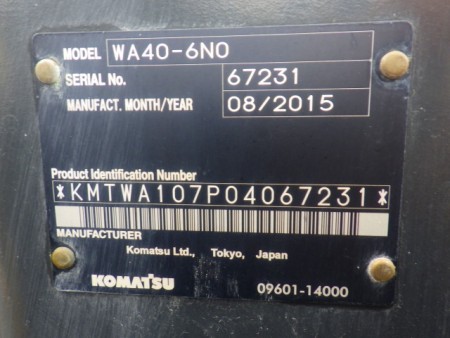 MODEL WA40-6N0
SERIAL No. 67231
MANUFACT. MONTH/YEAR 08/2015
Product Identification Number
*KMTWA107P04067231*
MANUFACTURER
Komatsu Ltd., Tokyo, Japan
KOMATSU 09601-14000